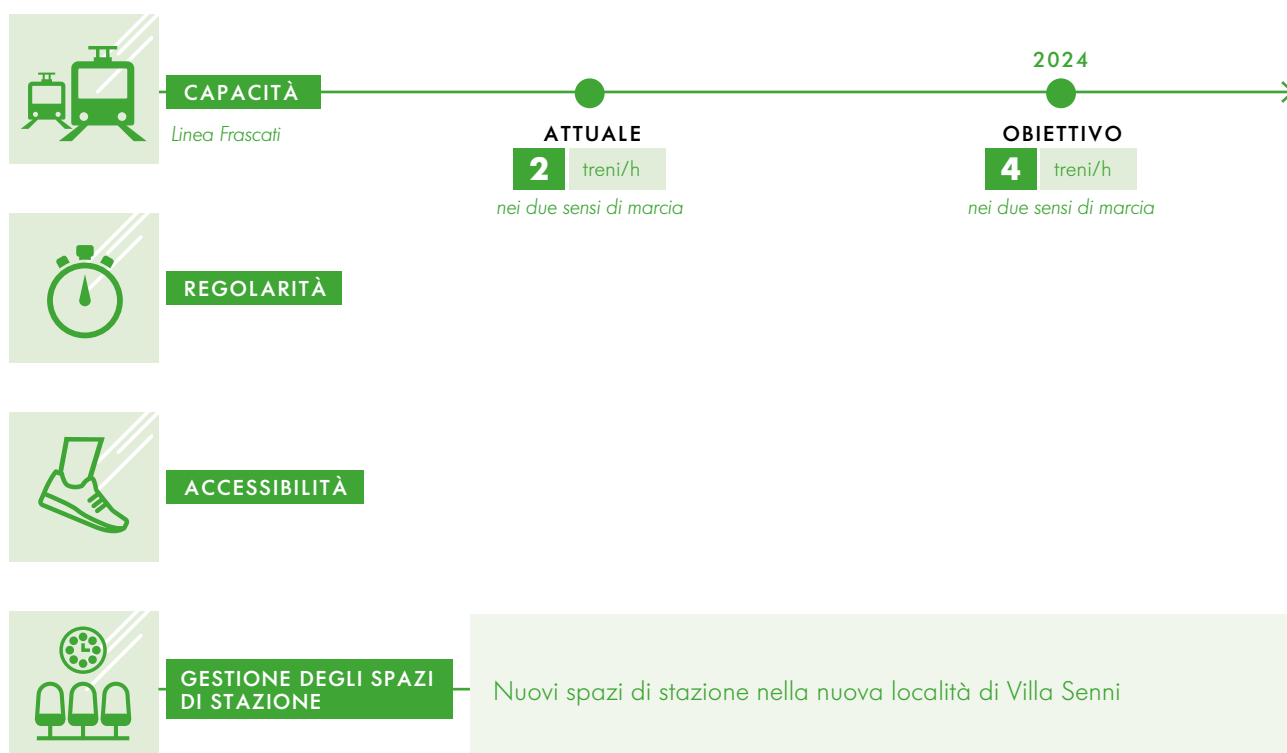 2024
CAPACITÀ
Linea Frascati
ATTUALE
2 treni/h
nei due sensi di marcia
OBIETTIVO
4 treni/h
nei due sensi di marcia
REGOLARITÀ
ACCESSIBILITÀ
GESTIONE DEGLI SPAZI
DI STAZIONE
Nuovi spazi di stazione nella nuova località di Villa Senni